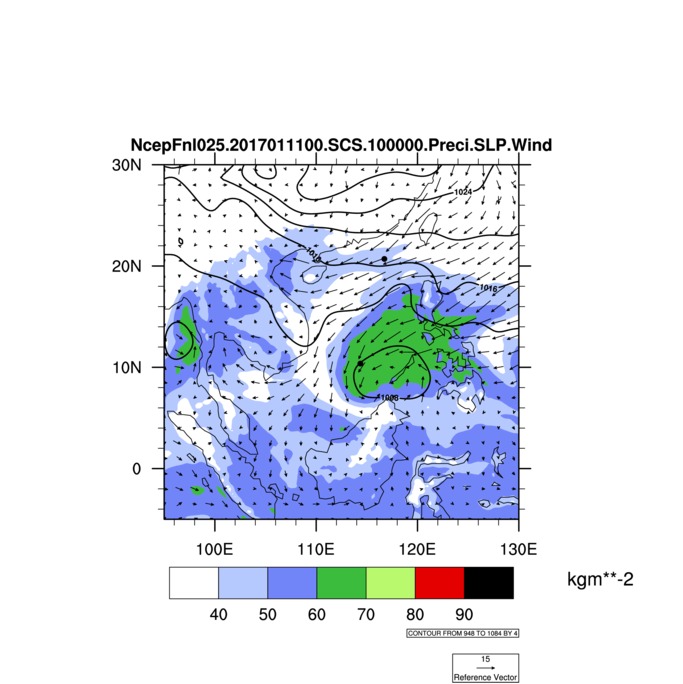 NcepFnl025.2017011100.SCS.100000.Preci.SLP.Wind
30N
1024
0
1016
20N
1016
10N
1008
0
100E 110E 120E 130E
kgm**-2
40 50 60 70 80 90
CONTOUR FROM 948 TO 1084 BY 4
15
Reference Vector